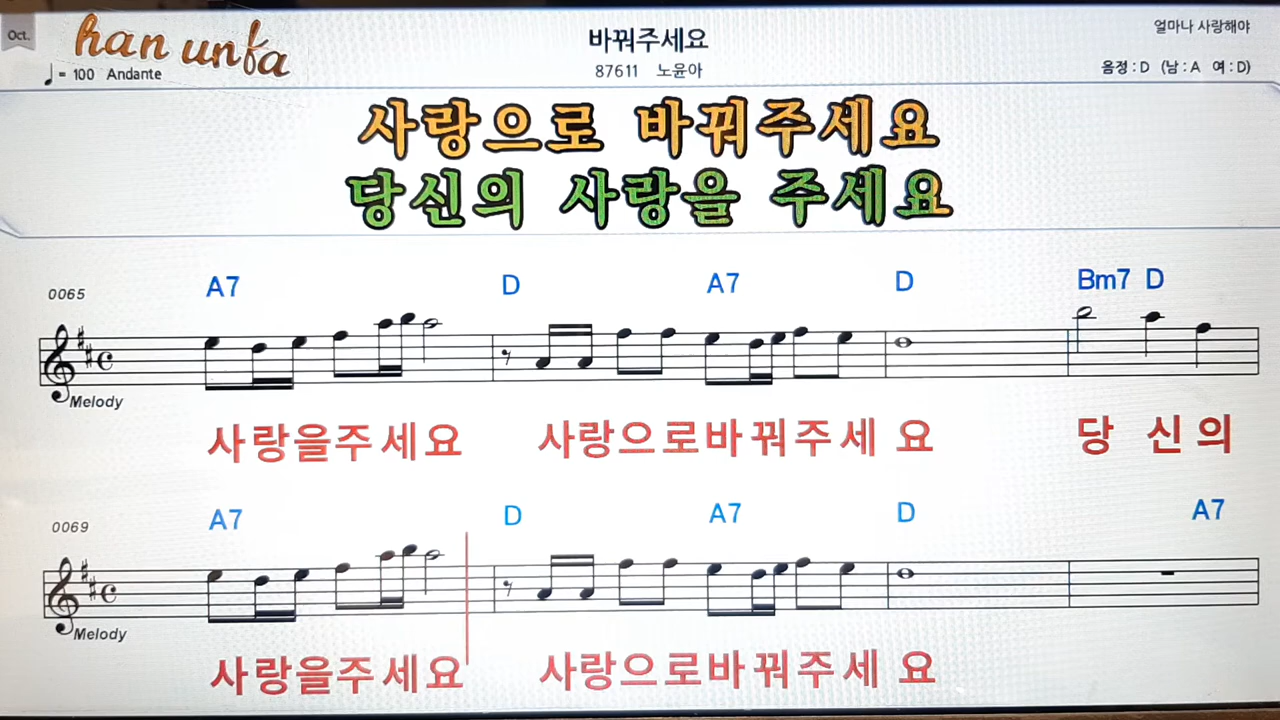 Oct.
han unfa
바꿔주세요
얼마나 사랑해야
♩= 100 Andante
87611 노윤아
음정 : D (남 : A 여 : D)
사랑으로 바꿔주세요
당신의 사랑을 주세요
0065
A7 D A7 D Bm7 D
Melody
사랑을주세요 사랑으로바꿔주세 요 당 신의
0069
A7 D A7 D A7
Melody
사랑을주세요 사랑으로바꿔주세 요